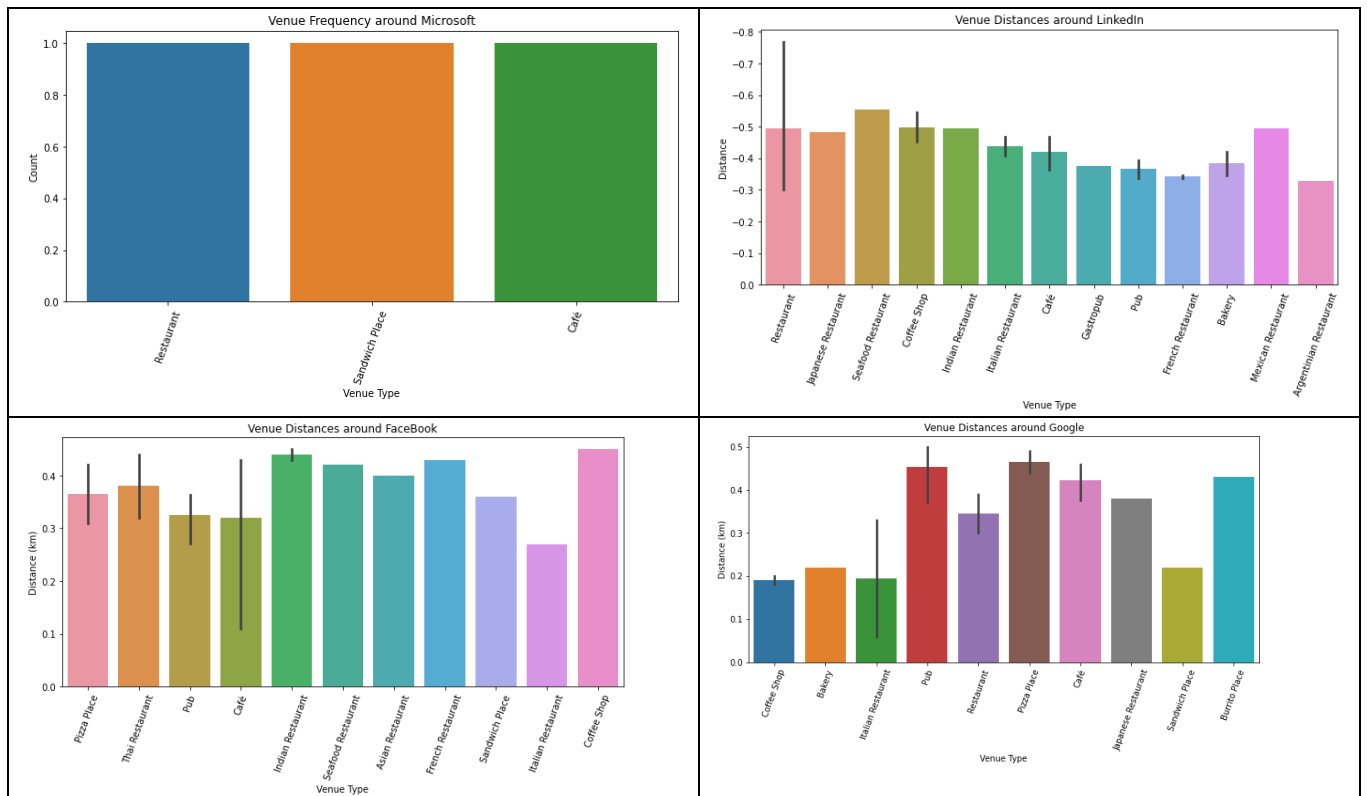 Venue Frequency around Microsoft
1.0
0.8
0.6
0.4
0.2
0.0
Count
Restaurant
Sandwich Place
Café
Venue Type
Venue Distances around LinkedIn
−0.8
−0.7
−0.6
−0.5
−0.4
−0.3
−0.2
−0.1
0.0
Distance
Restaurant
Japanese Restaurant
Seafood Restaurant
Coffee Shop
Indian Restaurant
Italian Restaurant
Café
Gastropub
Pub
French Restaurant
Bakery
Mexican Restaurant
Argentinian Restaurant
Venue Type
Venue Distances around FaceBook
0.4
0.3
0.2
0.1
0.0
Distance (km)
Pizza Place
Thai Restaurant
Pub
Café
Indian Restaurant
Seafood Restaurant
Asian Restaurant
French Restaurant
Sandwich Place
Italian Restaurant
Coffee Shop
Venue Type
Venue Distances around Google
0.5
0.4
0.3
0.2
0.1
0.0
Distance (km)
Coffee Shop
Bakery
Italian Restaurant
Pub
Restaurant
Pizza Place
Café
Japanese Restaurant
Sandwich Place
Burrito Place
Venue Type